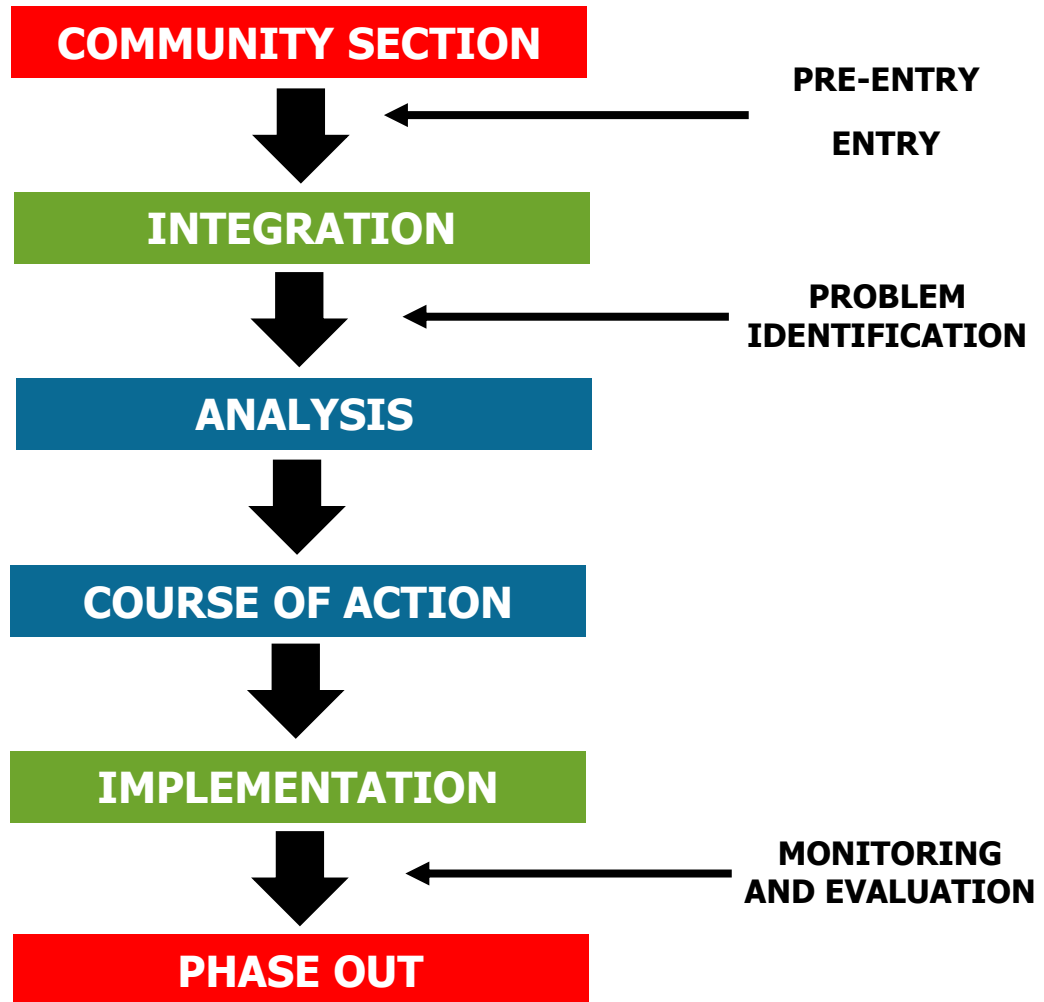 COMMUNITY SECTION
PRE-ENTRY
ENTRY
INTEGRATION
PROBLEM
IDENTIFICATION
ANALYSIS
COURSE OF ACTION
IMPLEMENTATION
MONITORING
AND EVALUATION
PHASE OUT